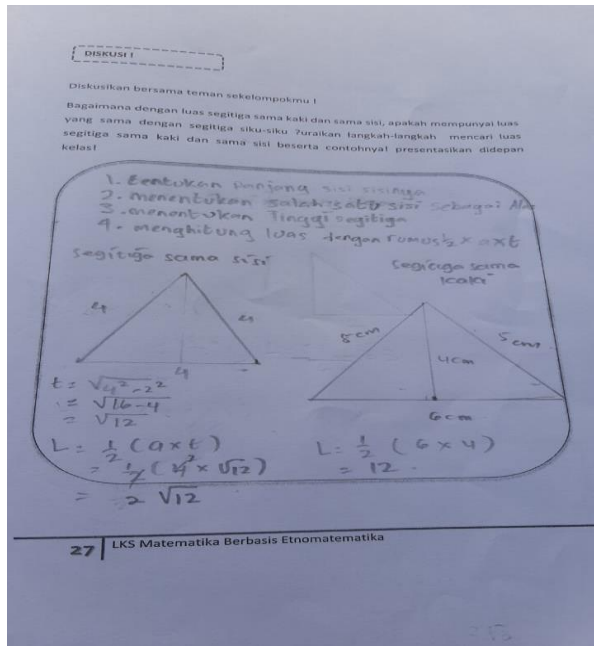 DISKUSI !
Diskusikan bersama teman sekelompokmu !
Bagaimana dengan luas segitiga sama kaki dan sama sisi, apakah mempunyai luas
yang sama dengan segitiga siku-siku ?uraikan langkah-langkah mencari luas
segitiga sama kaki dan sama sisi beserta contohnya! presentasikan didepan
kelas!
1. tentukan panjang sisi sisinya
2. menentukan salah satu sisi sebagai Alas
3. menentukan Tinggi segitiga
4. menghitung luas dengan rumus ½ × a×t
segitiga sama sisi
segitiga sama
kaki
4
4
4
5 cm
4cm
6cm
t = √4²-2²
= √16-4
= √12
L = 1/2 (a×t)
= 1/2 (4² × √12)
= 2 √12
L = 1/2 (6 × 4)
= 12.
27 LKS Matematika Berbasis Etnomatematika